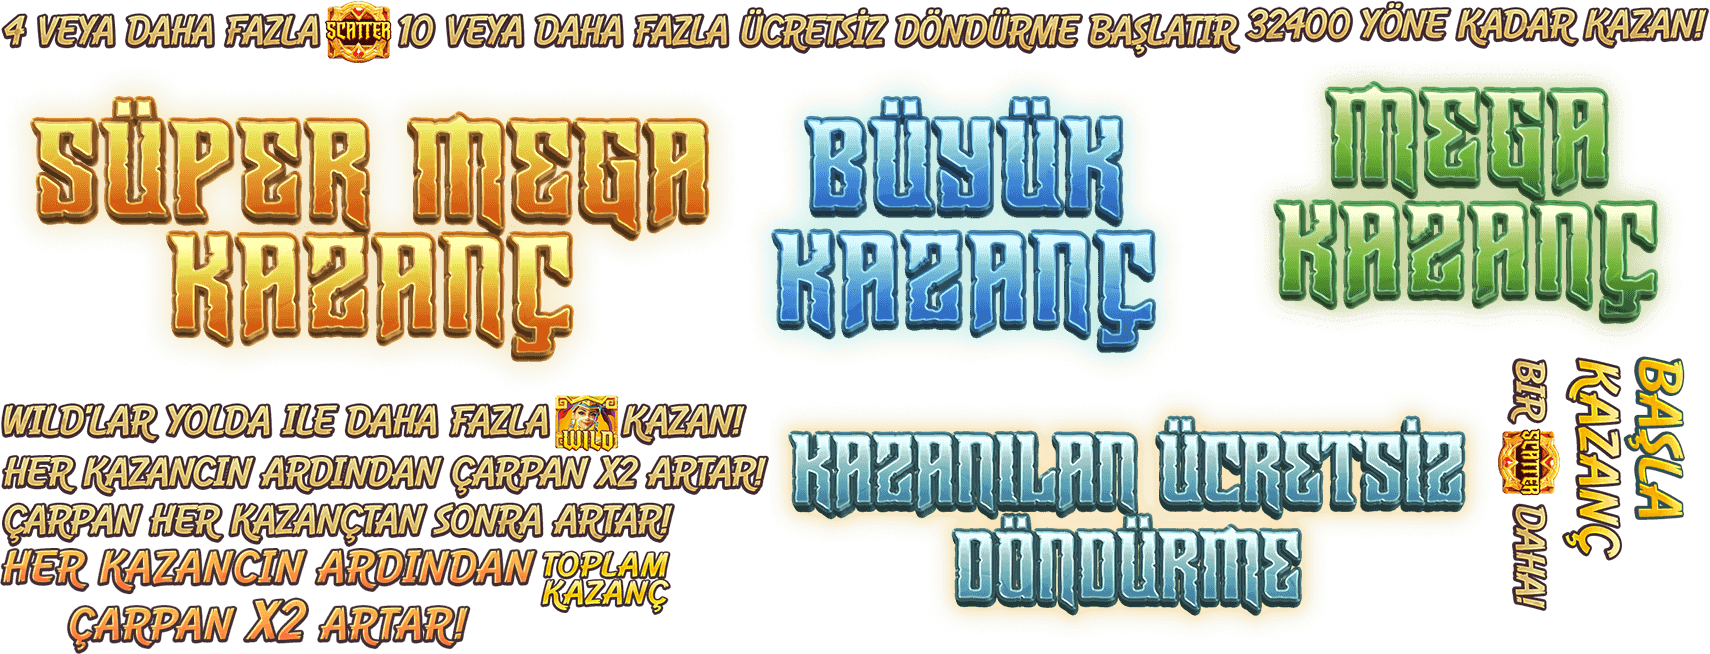 4 VEYA DAHA FAZLA SCATTER 10 VEYA DAHA FAZLA ÜCRETSİZ DÖNDÜRME BAŞLATIR
32400 YÖNE KADAR KAZAN!
SÜPER MEGA
KAZANÇ
BÜYÜK
KAZANÇ
MEGA
KAZANÇ
WILD'LAR YOLDA ILE DAHA FAZLA WILD KAZAN!
HER KAZANCIN ARDINDAN ÇARPAN X2 ARTAR!
ÇARPAN HER KAZANÇTAN SONRA ARTAR!
HER KAZANCIN ARDINDAN
ÇARPAN X2 ARTAR!
TOPLAM
KAZANÇ
KAZANILAN ÜCRETSİZ
DÖNDÜRME
BAŞLA
KAZANÇ
BIR SCATTER DAHA!